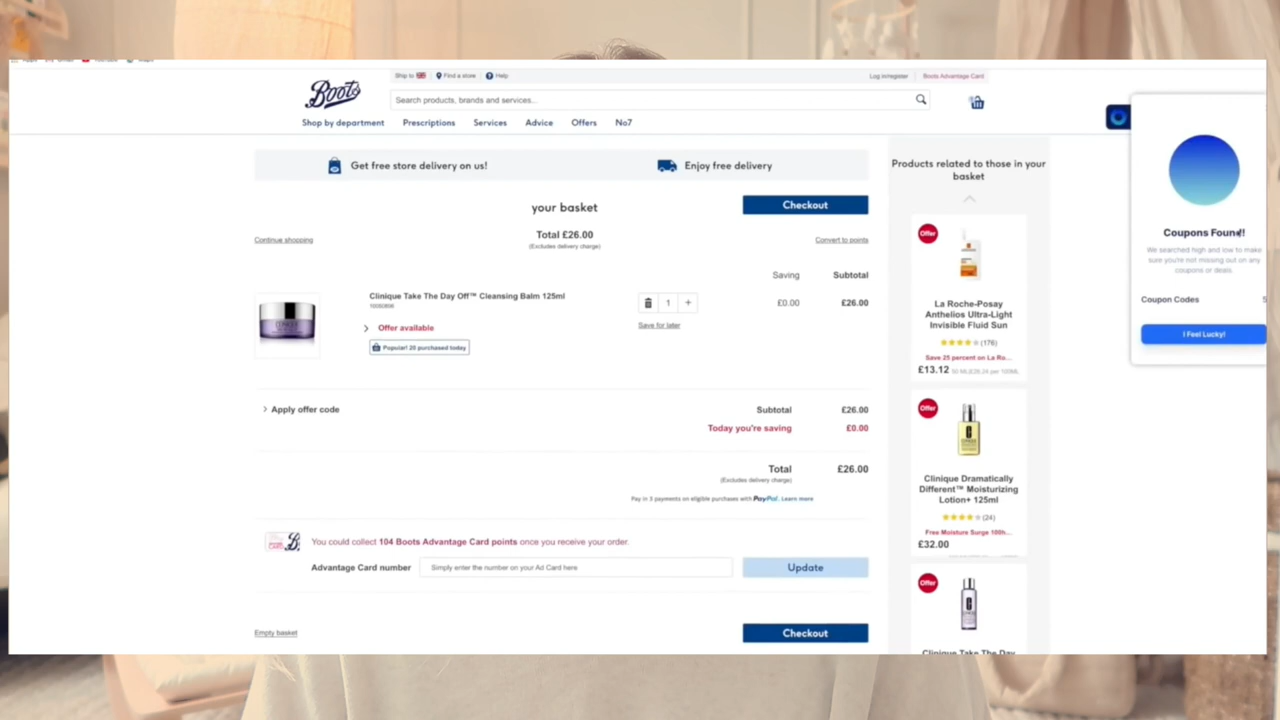 Boots
Ship to
Find a store
Help
Log in/register
Boots Advantage Card
Search products, brands and services...
Shop by department
Prescriptions
Services
Advice
Offers
No7
Get free store delivery on us!
Enjoy free delivery
your basket
Checkout
Total £26.00
(Excludes delivery charge)
Continue shopping
Convert to points
Saving
Subtotal
Clinique Take The Day Off™ Cleansing Balm 125ml
1
£0.00
£26.00
Save for later
Offer available
Popular! 20 purchased today
Apply offer code
Subtotal
£26.00
Today you're saving
£0.00
Total
£26.00
(Excludes delivery charge)
Pay in 3 payments on eligible purchases with PayPal. Learn more
You could collect 104 Boots Advantage Card points once you receive your order.
Advantage Card number
Simply enter the number on your Ad Card here
Update
Empty basket
Checkout
Products related to those in your
basket
Offer
La Roche-Posay
Anthelios Ultra-Light
Invisible Fluid Sun
(176)
Save 25 percent on La Ro...
£13.12
Offer
Clinique Dramatically
Different™ Moisturizing
Lotion+ 125ml
(24)
Free Moisture Surge 100h...
£32.00
Offer
Clinique Take The Day
Coupons Found!!
We searched high and low to make
sure you're not missing out on any
coupons or deals.
Coupon Codes
5
I Feel Lucky!